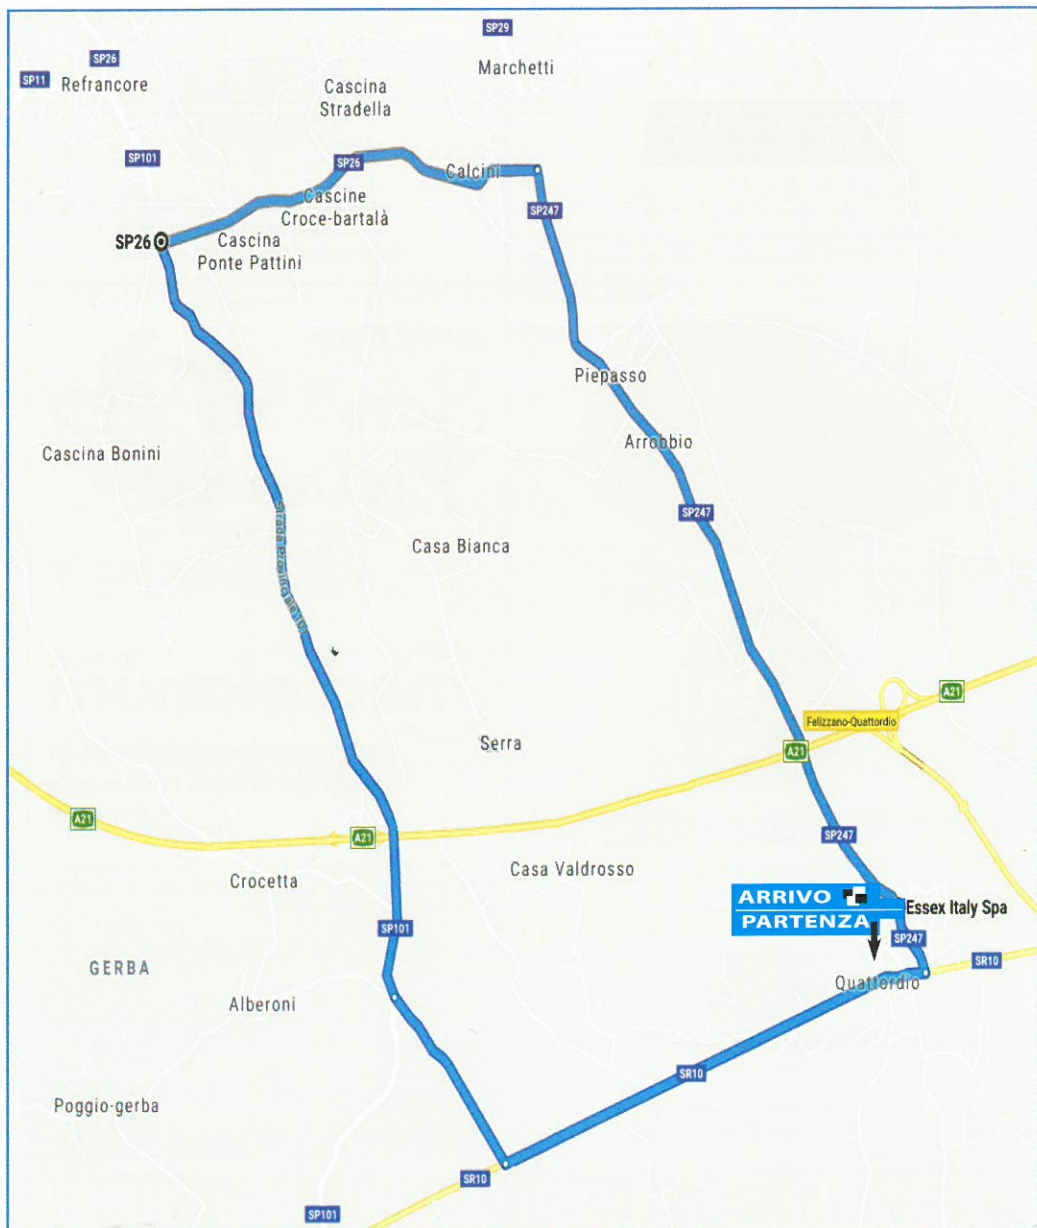 SP29
SP26
Marchetti
SP11
Refrancore
Cascina
Stradella
SP101
SP26
Calcini
Cascine
Croce-bartalà
SP247
SP26
Cascina
Ponte Pattini
Piepasso
Arrobbio
Cascina Bonini
SP247
Casa Bianca
A21
Felizzano-Quattordio
Serra
A21
A21
A21
SP247
Casa Valdrosso
Crocetta
ARRIVO
PARTENZA
Essex Italy Spa
SP101
SP247
GERBA
SR10
Quattordio
Alberoni
SR10
Poggio-gerba
SR10
SP101